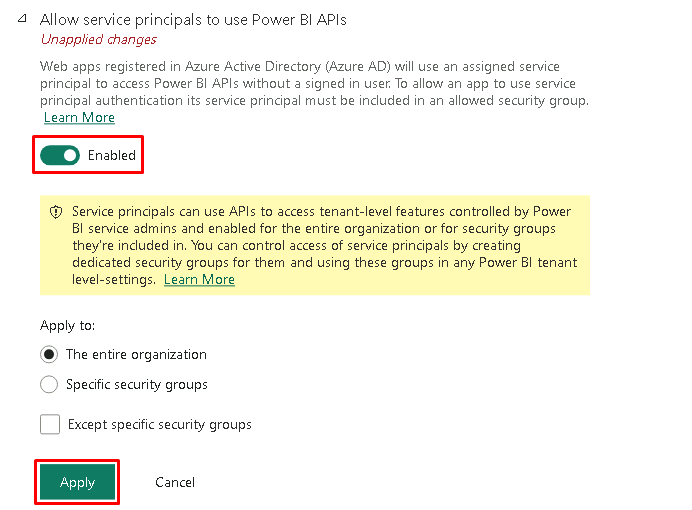 Allow service principals to use Power BI APIs
Unapplied changes
Web apps registered in Azure Active Directory (Azure AD) will use an assigned service
principal to access Power BI APIs without a signed in user. To allow an app to use service
principal authentication its service principal must be included in an allowed security group.
Learn More
Enabled
Service principals can use APIs to access tenant-level features controlled by Power
BI service admins and enabled for the entire organization or for security groups
they're included in. You can control access of service principals by creating
dedicated security groups for them and using these groups in any Power BI tenant
level-settings. Learn More
Apply to:
The entire organization
Specific security groups
Except specific security groups
Apply Cancel